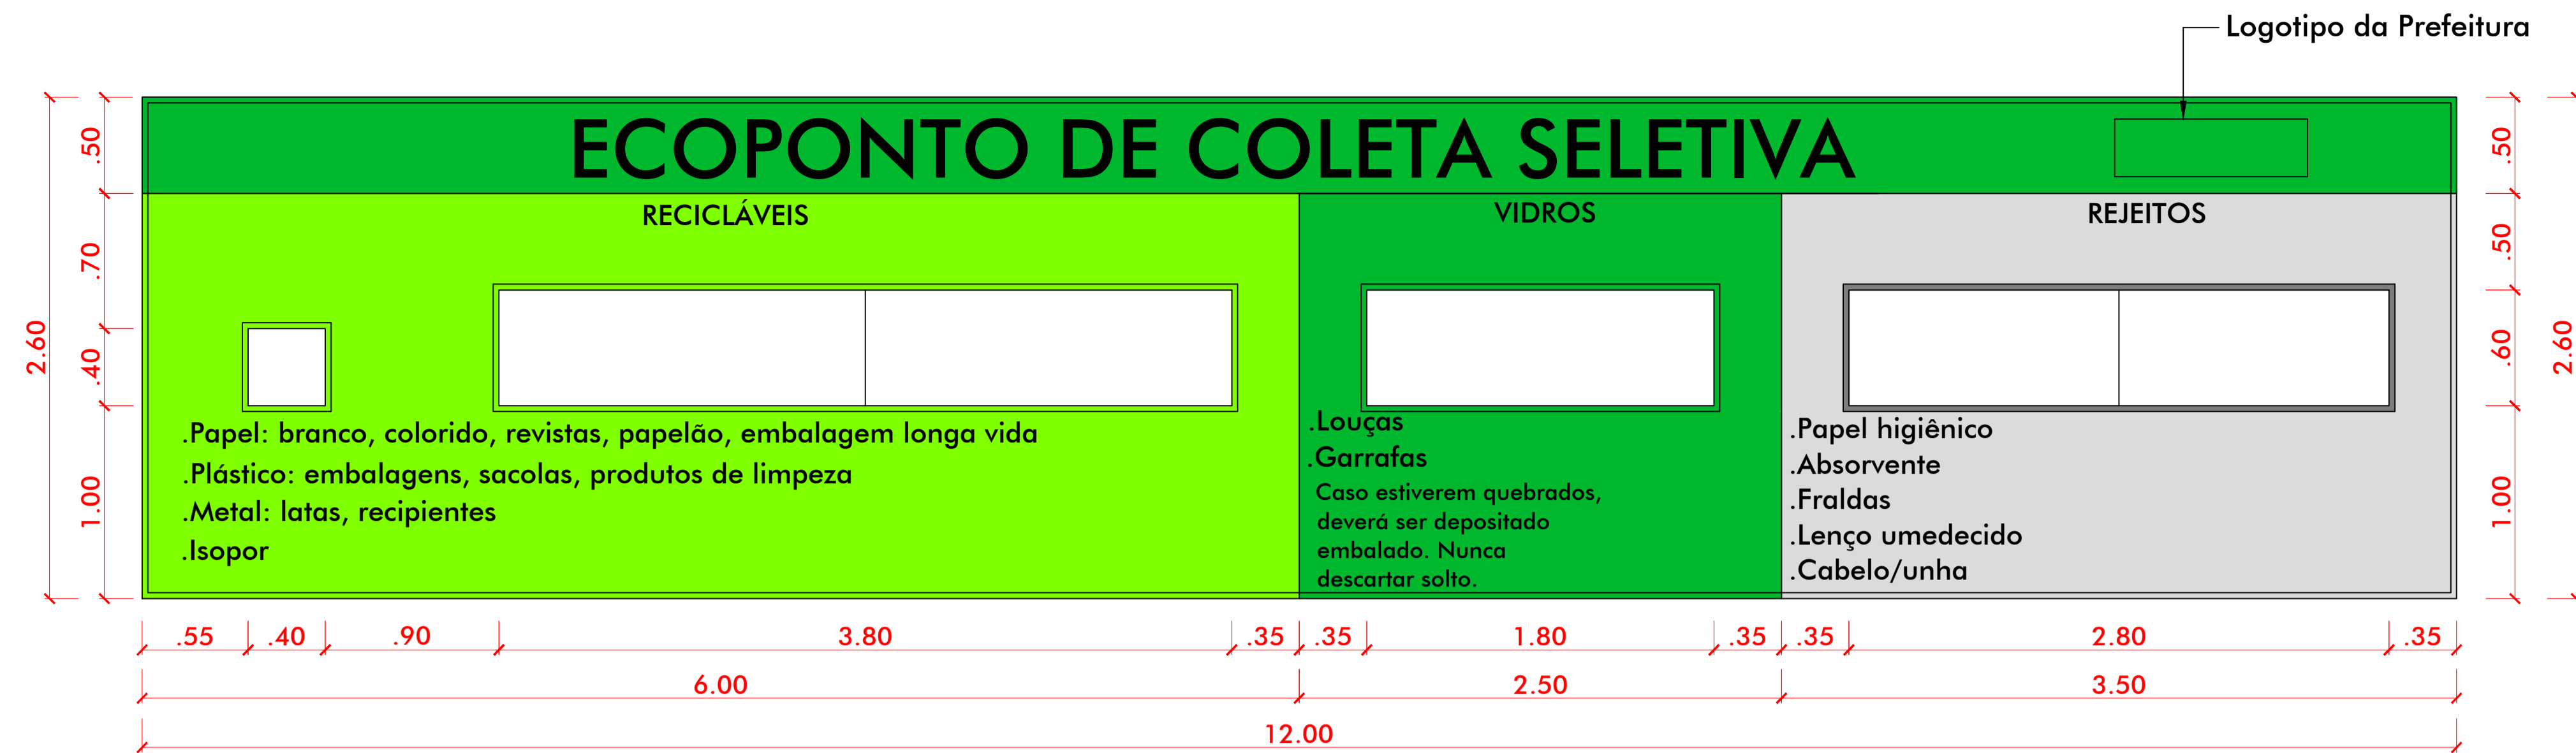 Logotipo da Prefeitura
ECOPONTO DE COLETA SELETIVA
RECICLÁVEIS
VIDROS
REJEITOS
.Papel: branco, colorido, revistas, papelão, embalagem longa vida
.Plástico: embalagens, sacolas, produtos de limpeza
.Metal: latas, recipientes
.Isopor
.Louças
.Garrafas
Caso estiverem quebrados,
deverá ser depositado
embalado. Nunca
descartar solto.
.Papel higiênico
.Absorvente
.Fraldas
.Lenço umedecido
.Cabelo/unha
2.60
.50
.70
.40
1.00
.50
.50
.60
1.00
2.60
.55 .40 .90 3.80 .35 .35 1.80 .35 .35 2.80 .35
6.00 2.50 3.50
12.00